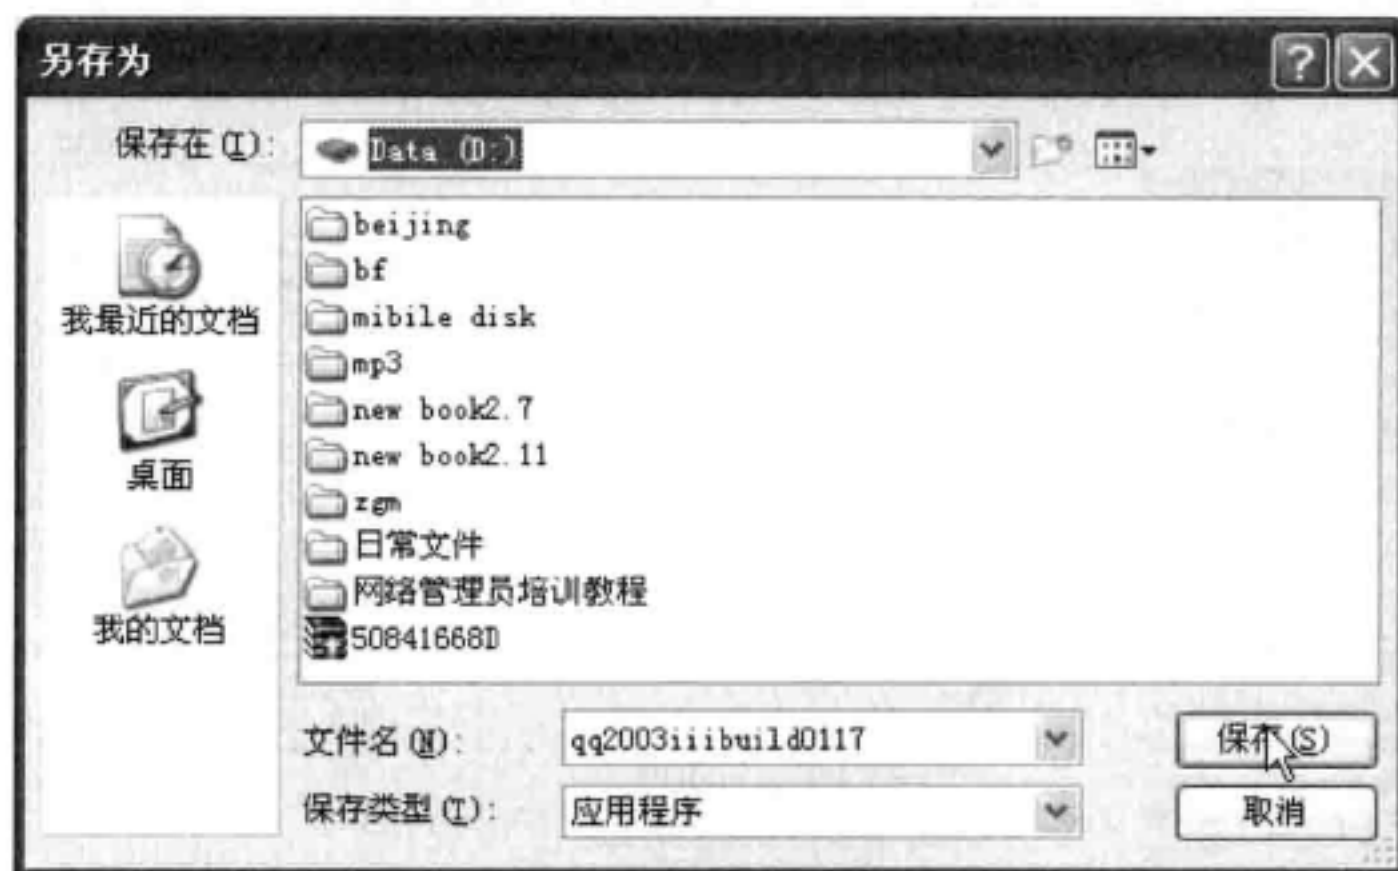 另存为
保存在(I): Data (D:)
beijing
bf
mibile disk
mp3
new book2.7
new book2.11
zgm
日常文件
网络管理员培训教程
50841668D
我最近的文档
桌面
我的文档
文件名(N): qq2003iiibuild0117 保存(S)
保存类型(T): 应用程序 取消